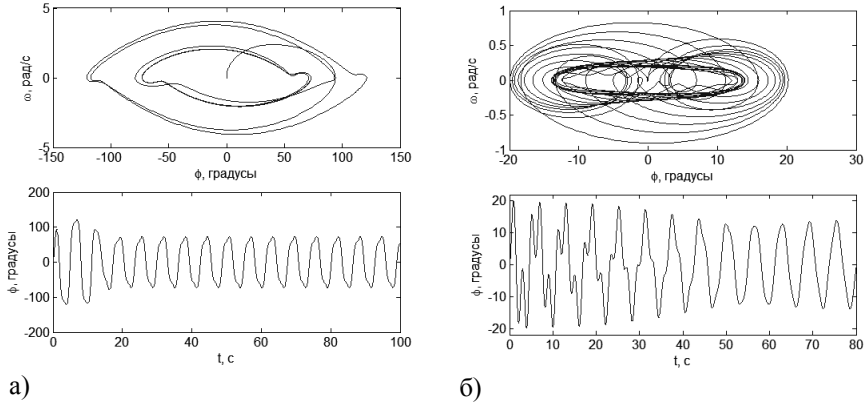 5
0
-5
ω, рад/с
-150 -100 -50 0 50 100 150
ϕ, градусы
200
100
0
-100
-200
ϕ, градусы
0 20 40 60 80 100
t, с
а)
1
0.5
0
-0.5
-1
ω, рад/с
-20 -10 0 10 20 30
ϕ, градусы
20
10
0
-10
-20
ϕ, градусы
0 10 20 30 40 50 60 70 80
t, с
б)